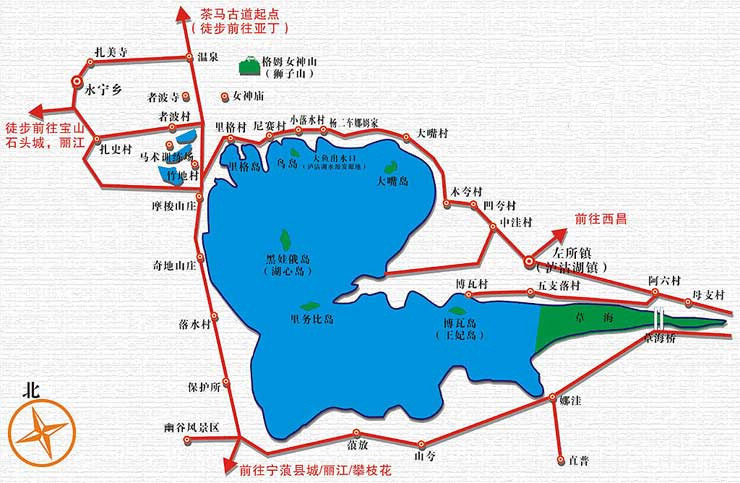 茶马古道起点
（徒步前往亚丁）
扎美寺
温泉
格姆女神山
（狮子山）
永宁乡
者波寺
女神庙
徒步前往宝山
石头城，丽江
者波村
里格村
尼赛村
小落水村
杨二车娜姆家
大嘴村
扎史村
马术训练场
竹地村
里格岛
鸟岛
大鱼出水口
（泸沽湖水源发源地）
大嘴岛
摩梭山庄
木夸村
凹夸村
中洼村
前往西昌
左所镇
（泸沽湖镇）
黑娃俄岛
（湖心岛）
奇地山庄
博瓦村
五支落村
阿六村
母支村
落水村
里务比岛
博瓦岛
（王妃岛）
草海
草海桥
保护所
北
娜洼
幽谷风景区
山夸
直普
前往宁蒗县城/丽江/攀枝花